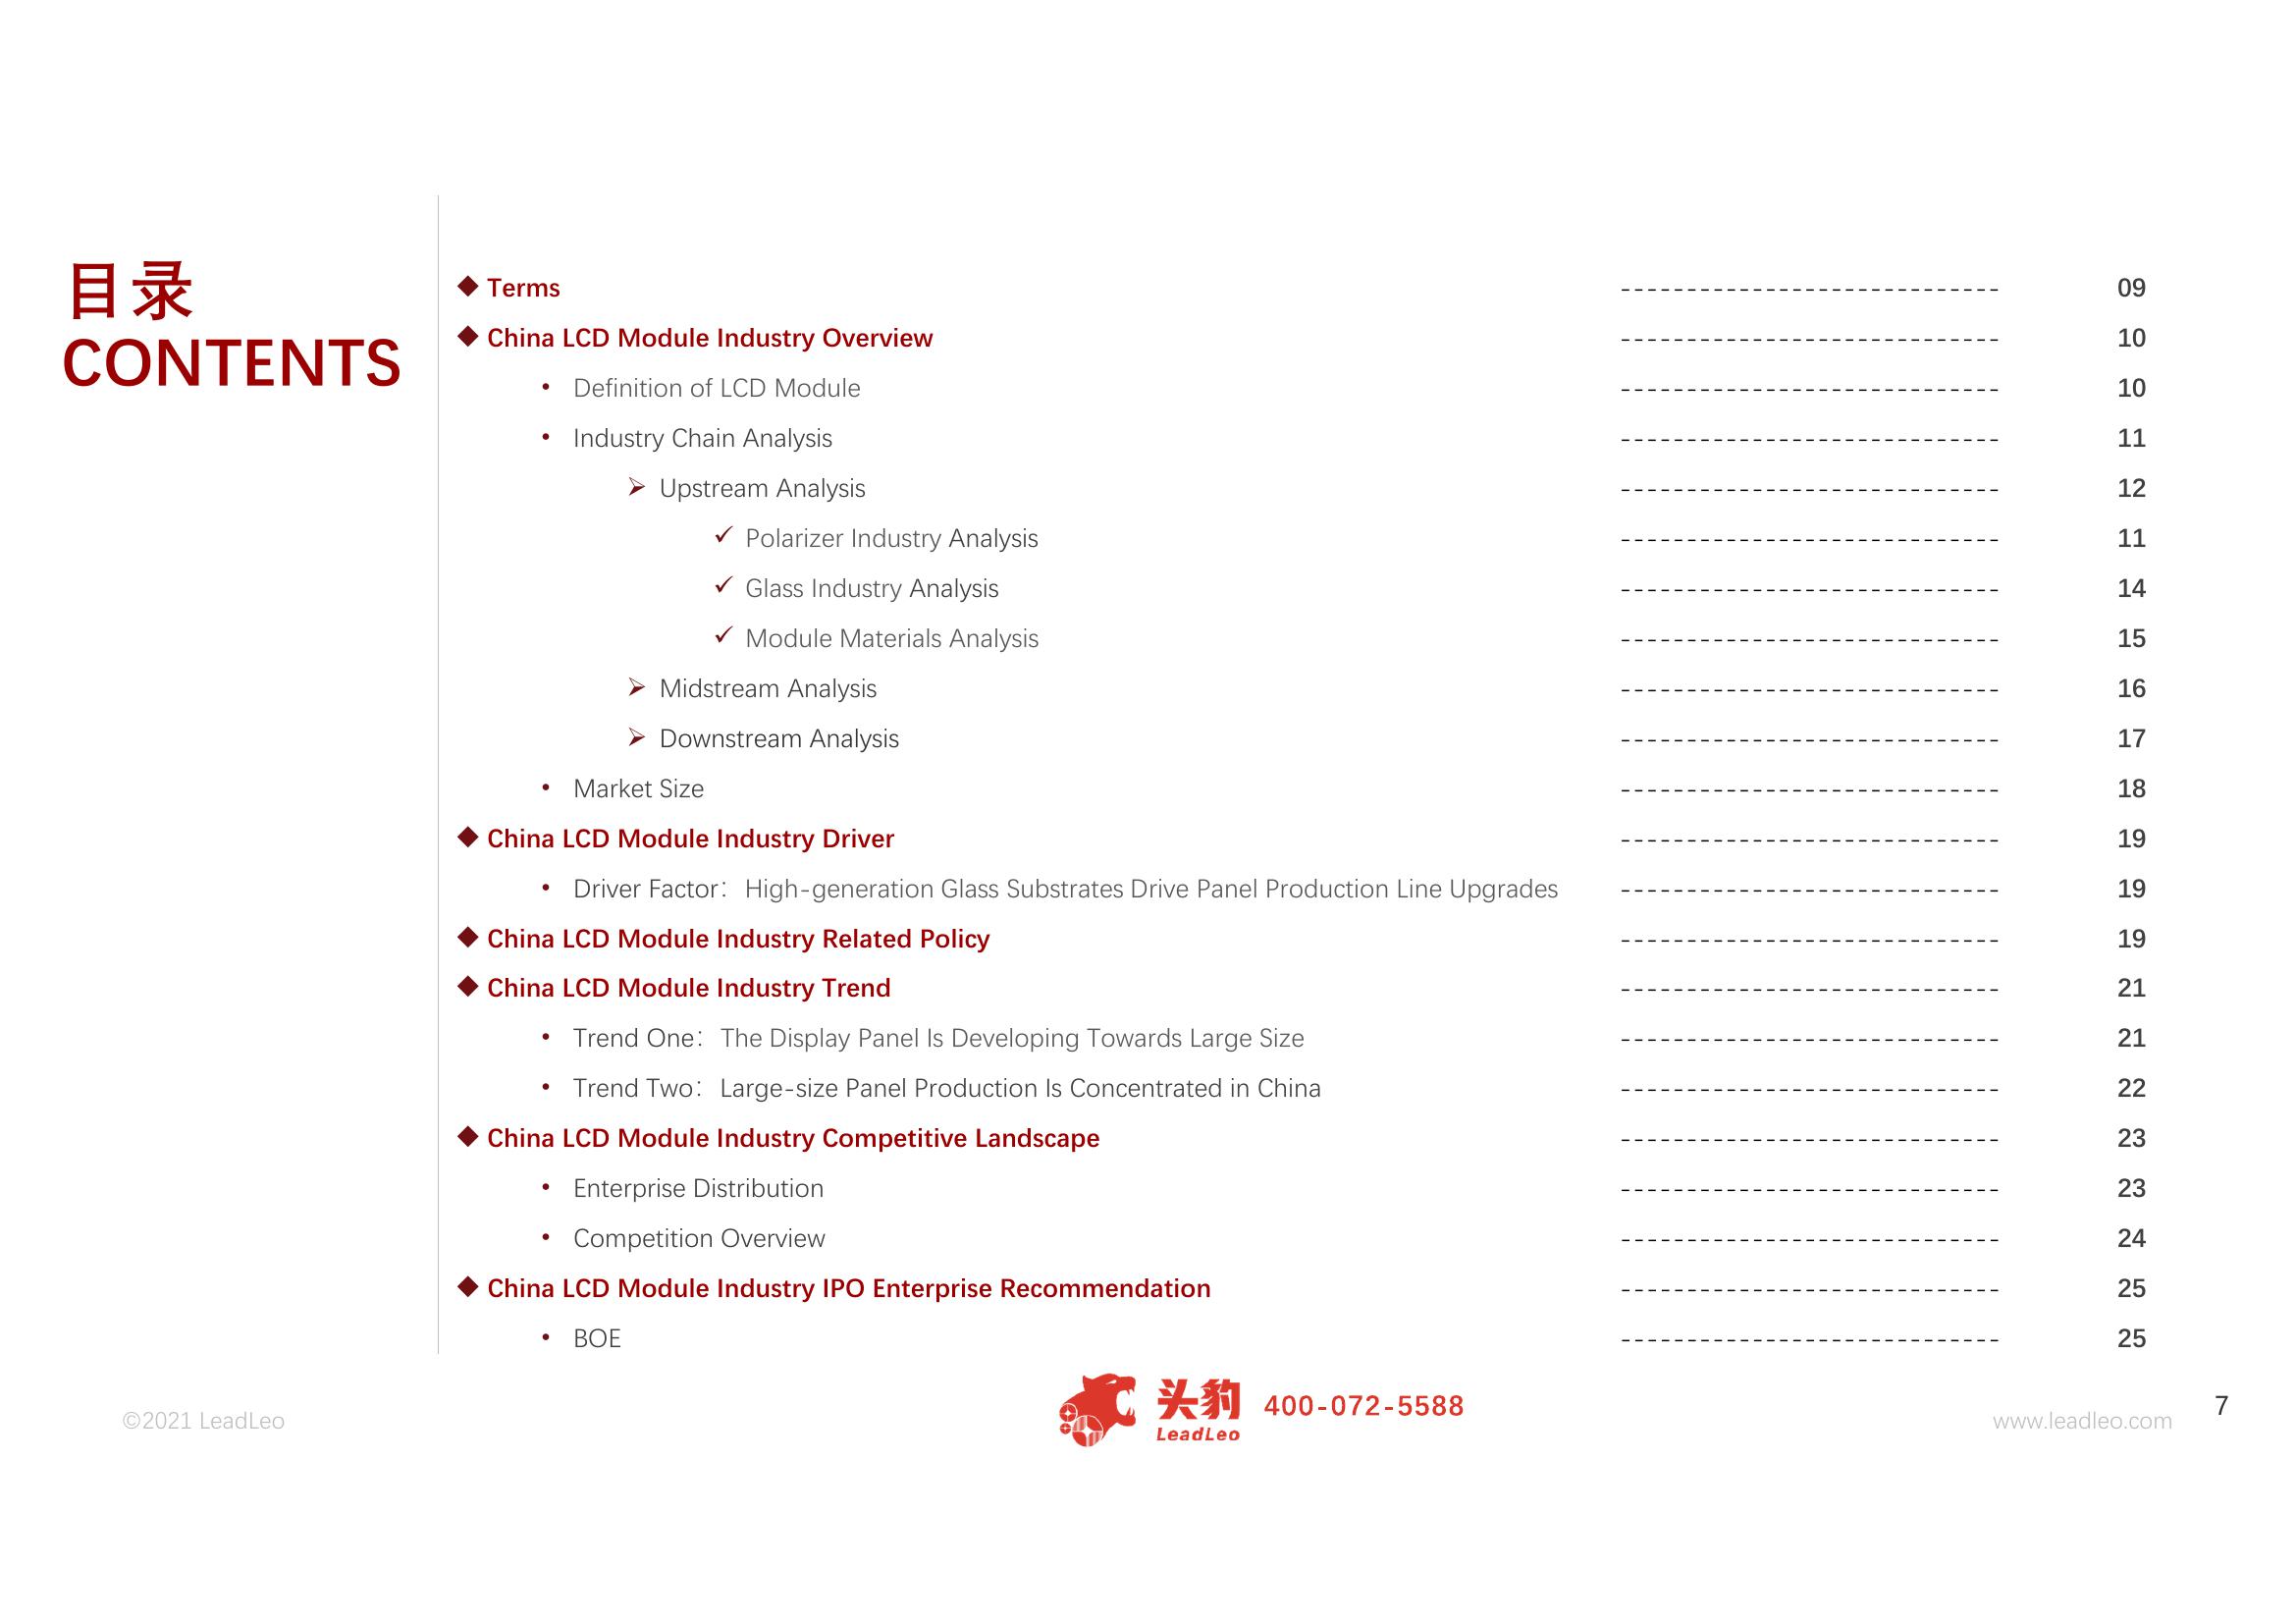 目录
CONTENTS
◆ Terms --------------------------- 09
◆ China LCD Module Industry Overview --------------------------- 10
• Definition of LCD Module --------------------------- 10
• Industry Chain Analysis --------------------------- 11
➢ Upstream Analysis --------------------------- 12
✓ Polarizer Industry Analysis --------------------------- 11
✓ Glass Industry Analysis --------------------------- 14
✓ Module Materials Analysis --------------------------- 15
➢ Midstream Analysis --------------------------- 16
➢ Downstream Analysis --------------------------- 17
• Market Size --------------------------- 18
◆ China LCD Module Industry Driver --------------------------- 19
• Driver Factor：High-generation Glass Substrates Drive Panel Production Line Upgrades --------------------------- 19
◆ China LCD Module Industry Related Policy --------------------------- 19
◆ China LCD Module Industry Trend --------------------------- 21
• Trend One：The Display Panel Is Developing Towards Large Size --------------------------- 21
• Trend Two：Large-size Panel Production Is Concentrated in China --------------------------- 22
◆ China LCD Module Industry Competitive Landscape --------------------------- 23
• Enterprise Distribution --------------------------- 23
• Competition Overview --------------------------- 24
◆ China LCD Module Industry IPO Enterprise Recommendation --------------------------- 25
• BOE --------------------------- 25
©2021 LeadLeo
头豹
LeadLeo
400-072-5588
www.leadleo.com
7